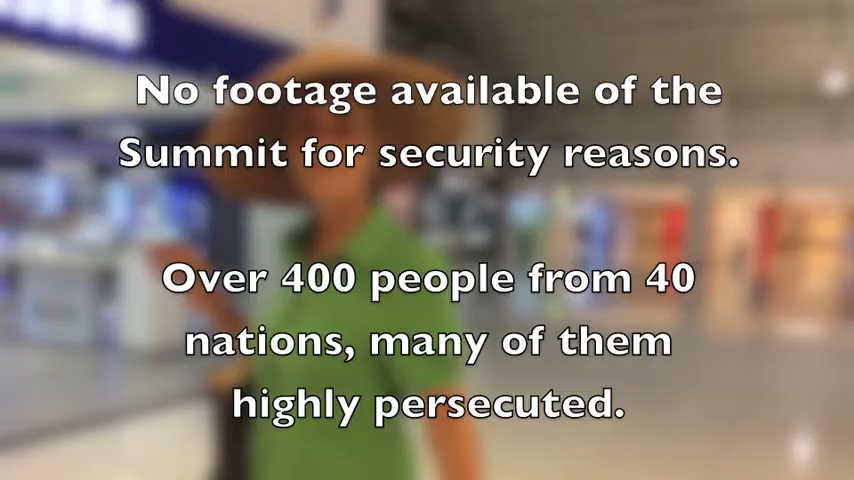 No footage available of the
Summit for security reasons.
Over 400 people from 40
nations, many of them
highly persecuted.